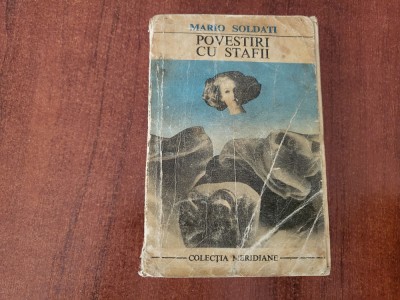 MARIO SOLDATI
POVESTIRI
CU STAFII
COLECȚIA MERIDIANE